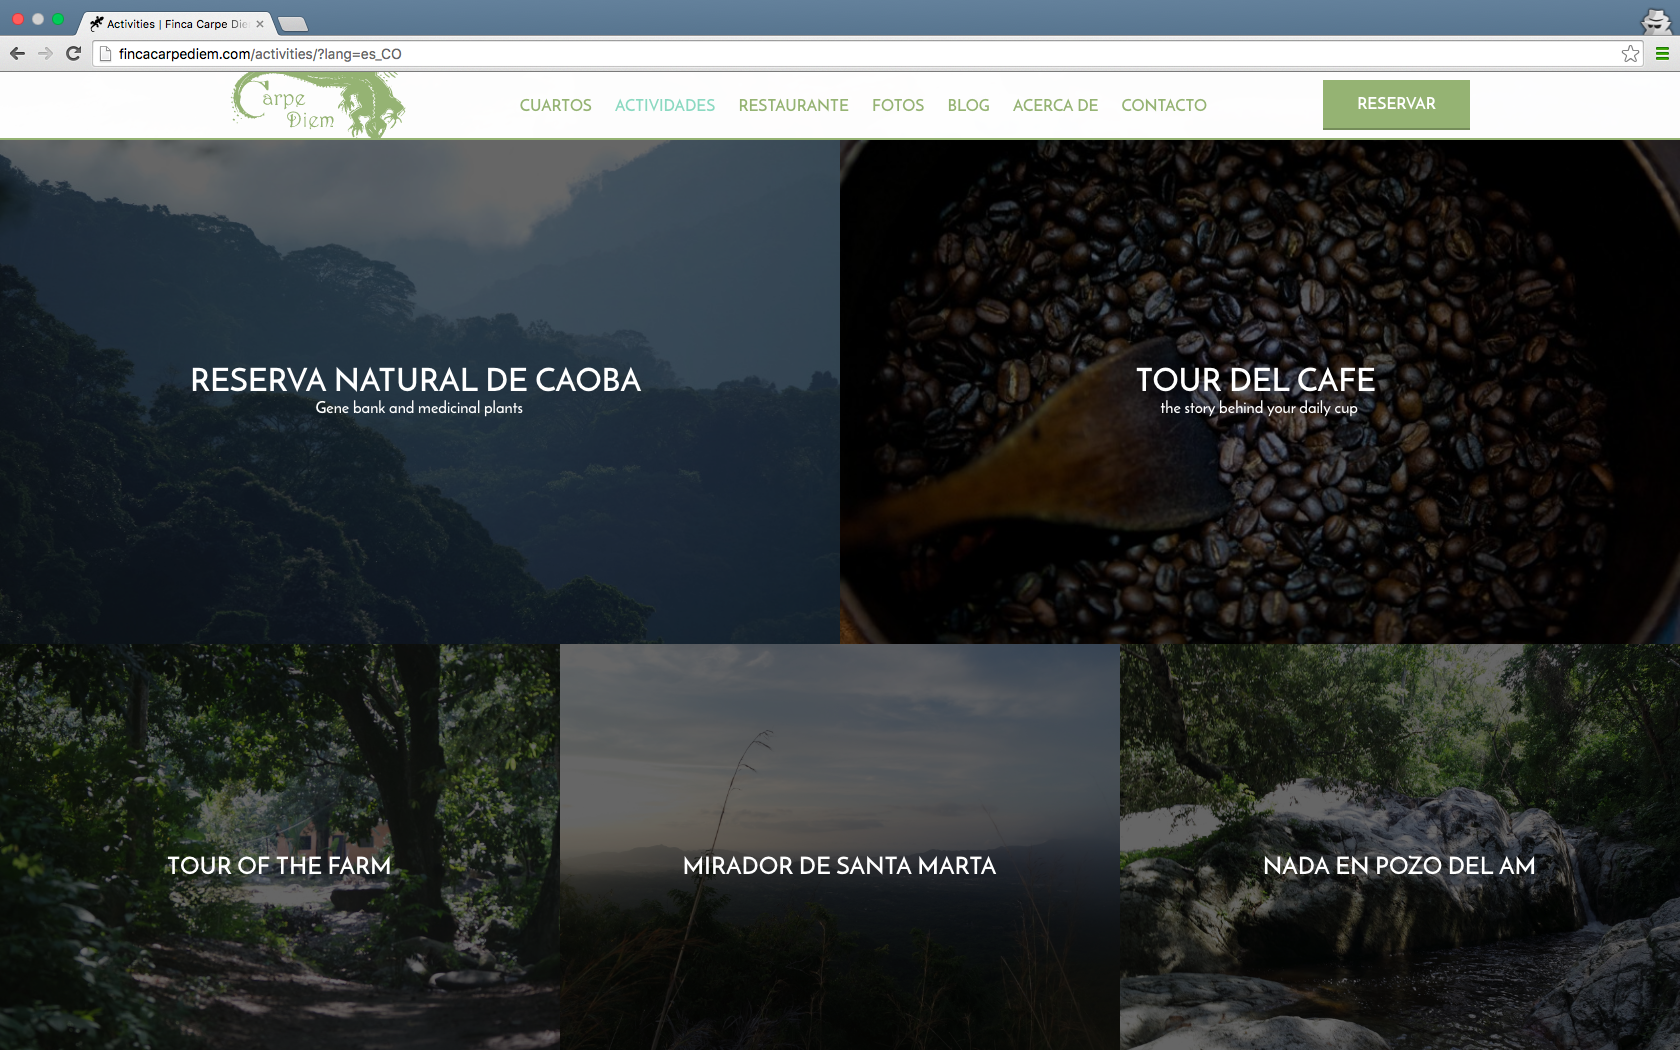 Activities | Finca Carpe Die
fincacarpediem.com/activities/?lang=es_CO
Carpe
Diem
CUARTOS ACTIVIDADES RESTAURANTE FOTOS BLOG ACERCA DE CONTACTO
RESERVAR
RESERVA NATURAL DE CAOBA
Gene bank and medicinal plants
TOUR DEL CAFE
the story behind your daily cup
TOUR OF THE FARM
MIRADOR DE SANTA MARTA
NADA EN POZO DEL AM